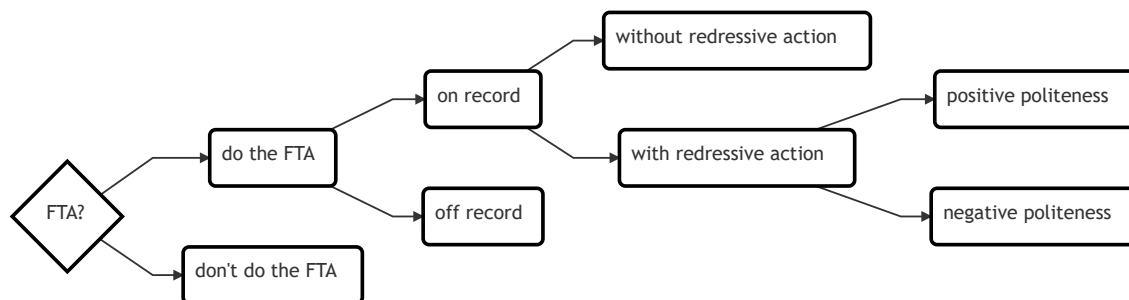 without redressive action
on record
positive politeness
do the FTA
with redressive action
FTA?
off record
negative politeness
don't do the FTA